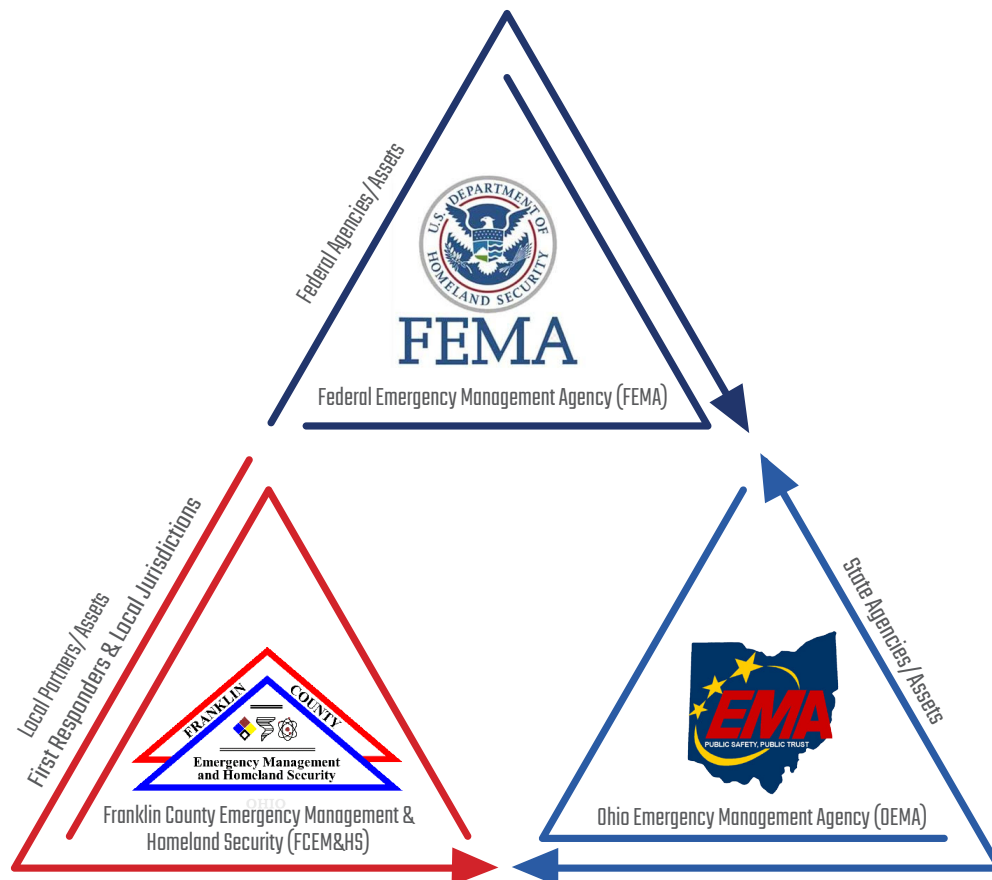 Federal Agencies/Assets
U.S. DEPARTMENT OF
HOMELAND SECURITY
FEMA
Federal Emergency Management Agency (FEMA)
Local Partners/Assets
First Responders & Local Jurisdictions
FRANKLIN COUNTY
Emergency Management
and Homeland Security
OHIO
Franklin County Emergency Management &
Homeland Security (FCEM&HS)
State Agencies/Assets
EMA
PUBLIC SAFETY, PUBLIC TRUST
Ohio Emergency Management Agency (OEMA)